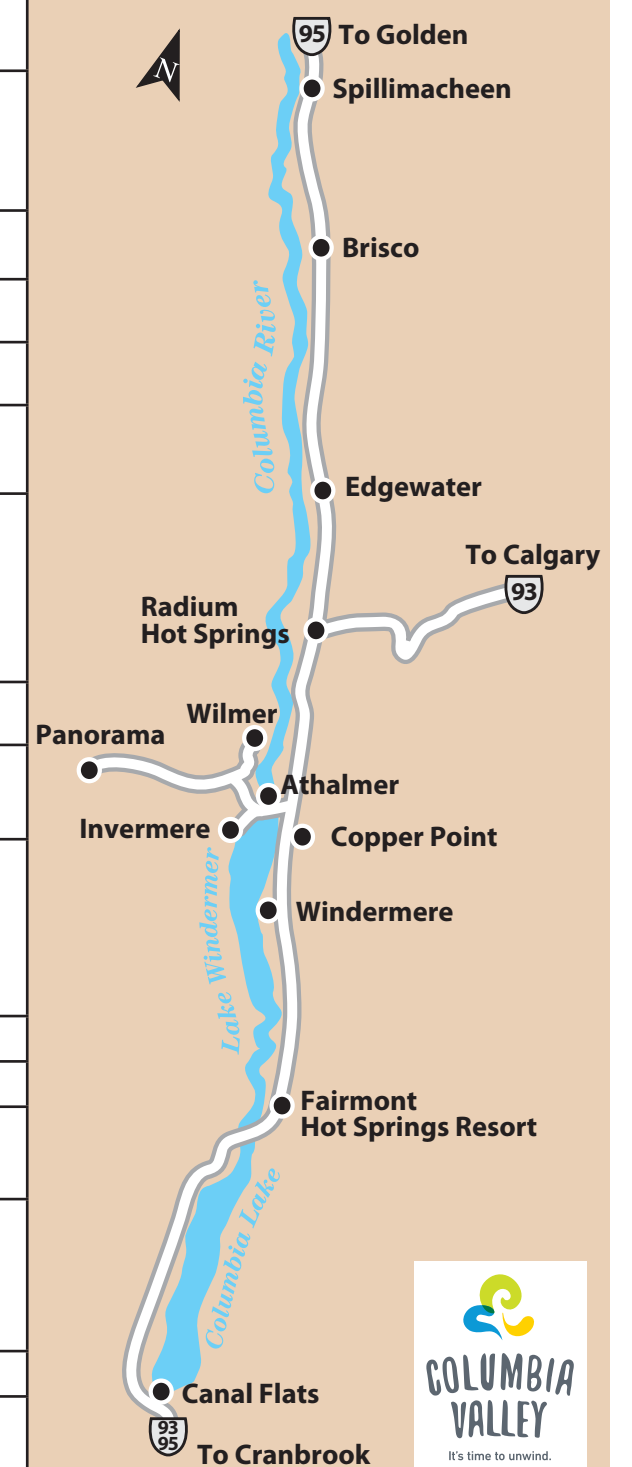 95 To Golden
N
Spillimacheen
Brisco
Columbia River
Edgewater
To Calgary
93
Radium
Hot Springs
Wilmer
Panorama
Athalmer
Invermere
Copper Point
Lake Windermer
Windermere
Fairmont
Hot Springs Resort
Columbia Lake
Canal Flats
93
95
To Cranbrook
COLUMBIA
VALLEY
It's time to unwind.